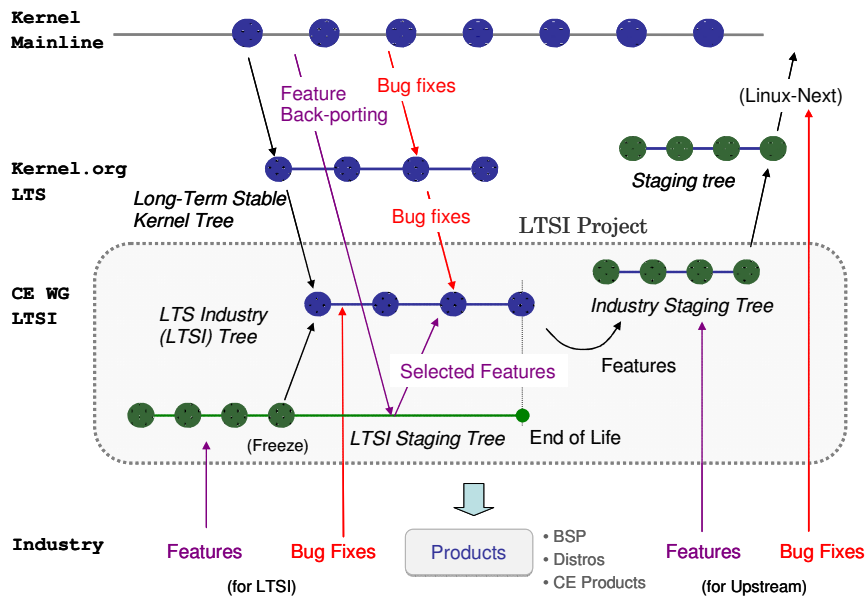 Kernel
Mainline
Feature
Back-porting
Bug fixes
(Linux-Next)
Kernel.org
LTS
Long-Term Stable
Kernel Tree
Staging tree
Bug fixes
LTSI Project
CE WG
LTSI
LTS Industry
(LTSI) Tree
Industry Staging Tree
Selected Features
Features
(Freeze)
LTSI Staging Tree
End of Life
Industry
Features
Bug Fixes
(for LTSI)
Products
• BSP
• Distros
• CE Products
Features
Bug Fixes
(for Upstream)